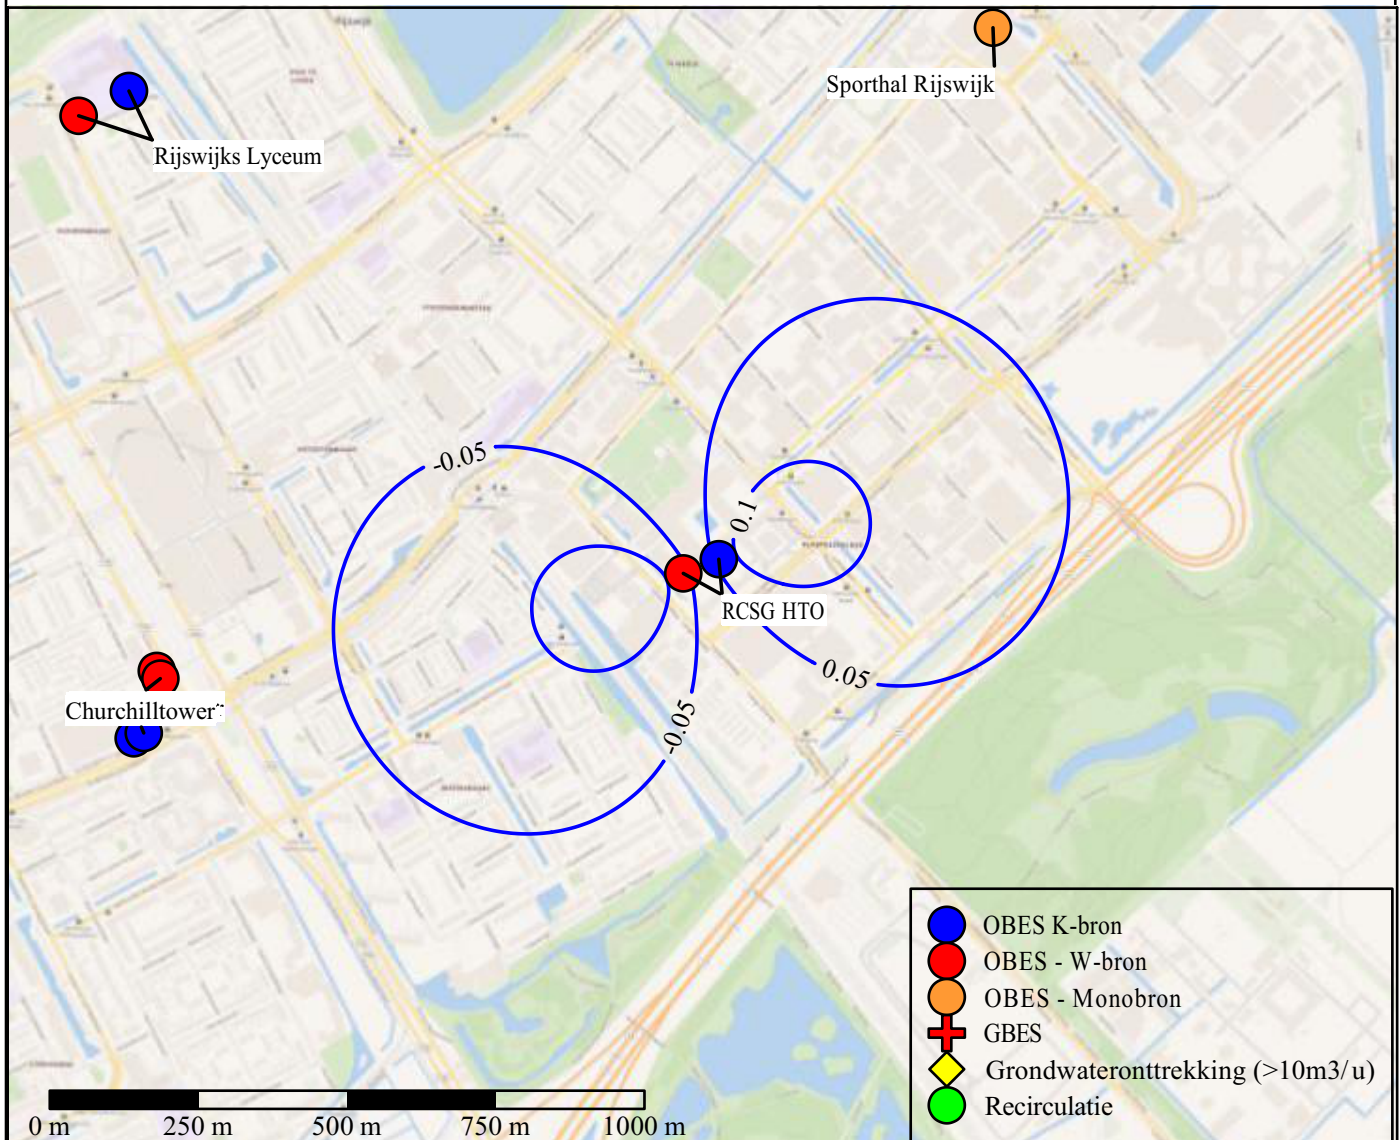 Sporthal Rijswijk
Rijswijks Lyceum
-0.05
0.1
RCSG HTO
0.05
-0.05
Churchilltower
OBES K-bron
OBES - W-bron
OBES - Monobron
GBES
Grondwateronttrekking (>10m3/u)
Recirculatie
0 m 250 m 500 m 750 m 1000 m